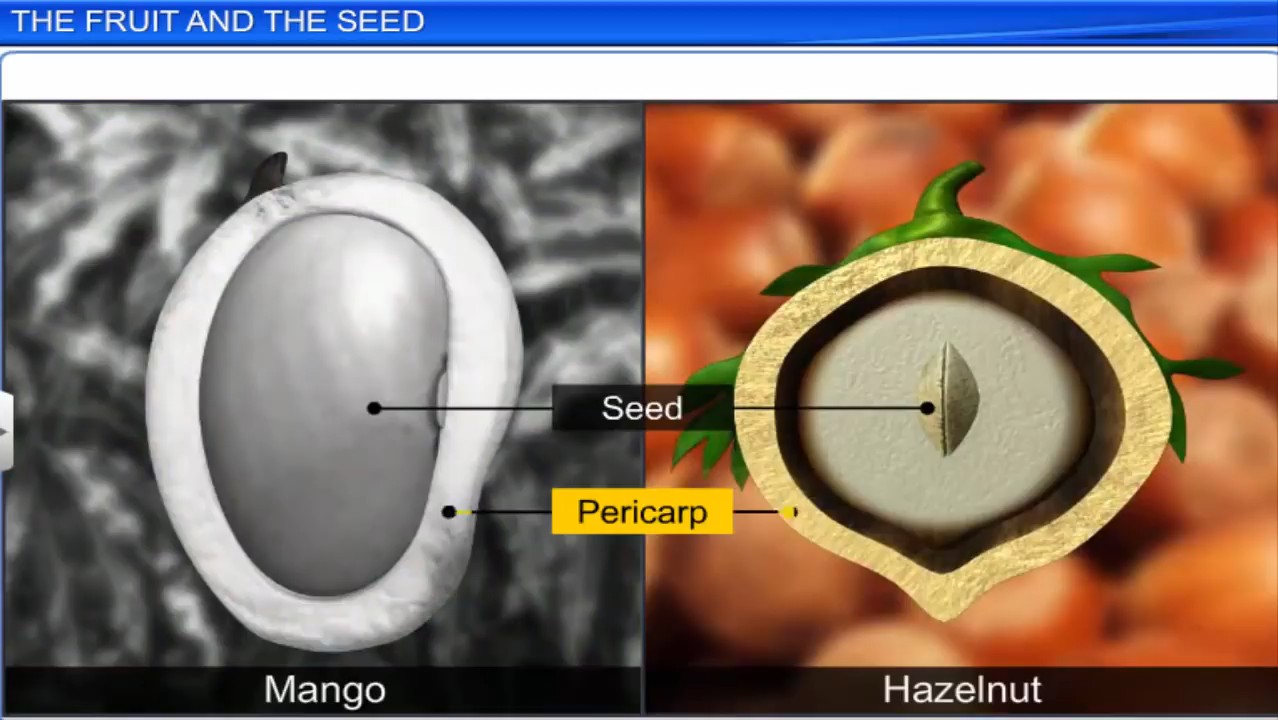 THE FRUIT AND THE SEED
Seed
Pericarp
Mango
Hazelnut